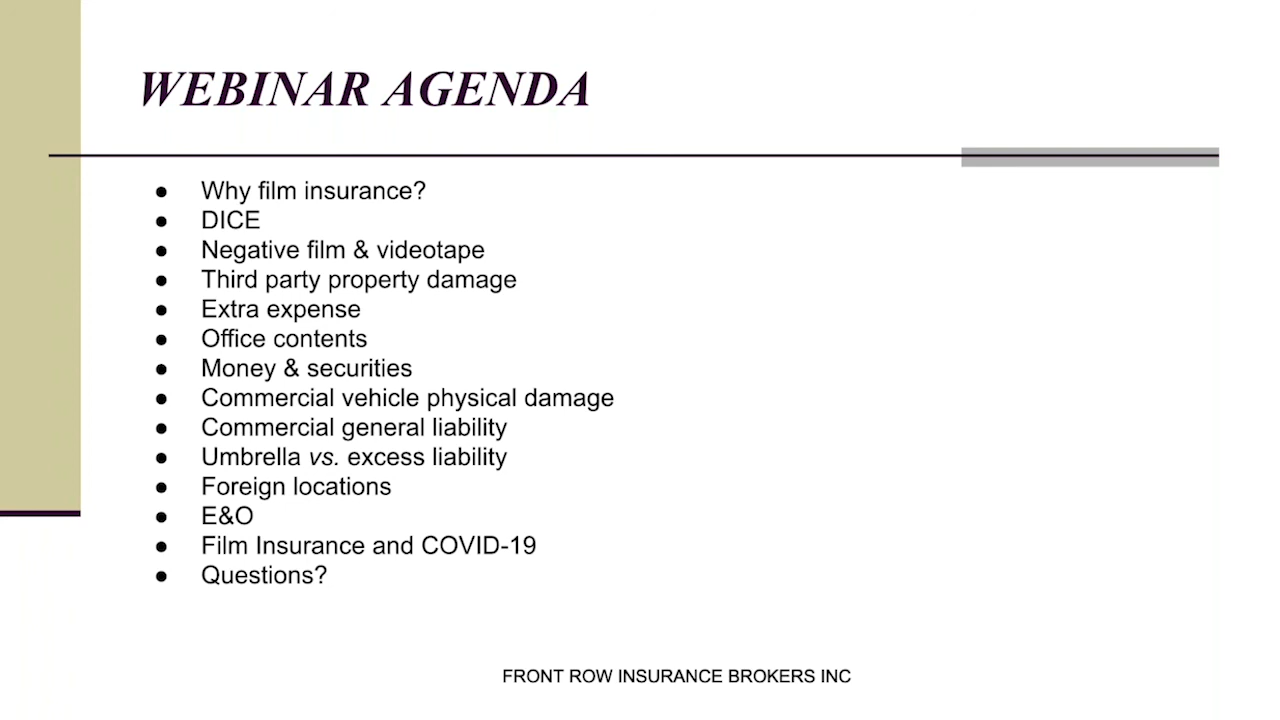 WEBINAR AGENDA
● Why film insurance?
● DICE
● Negative film & videotape
● Third party property damage
● Extra expense
● Office contents
● Money & securities
● Commercial vehicle physical damage
● Commercial general liability
● Umbrella vs. excess liability
● Foreign locations
● E&O
● Film Insurance and COVID-19
● Questions?
FRONT ROW INSURANCE BROKERS INC